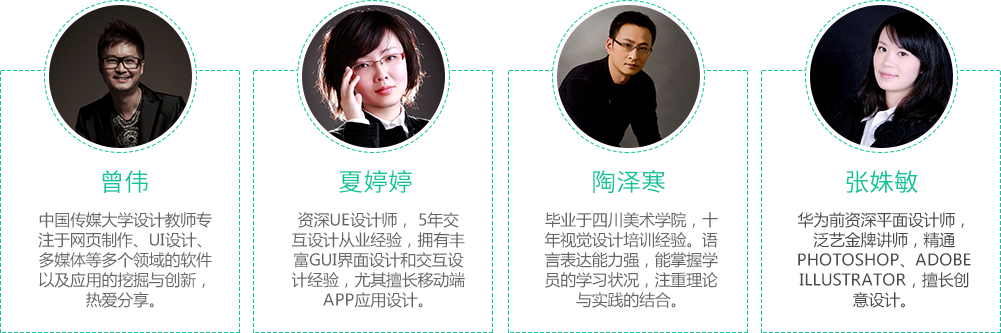 曾伟
中国传媒大学设计教师专
注于网页制作、UI设计、
多媒体等多个领域的软件
以及应用的挖掘与创新，
热爱分享。
夏婷婷
资深UE设计师， 5年交
互设计从业经验，拥有丰
富GUI界面设计和交互设
计经验，尤其擅长移动端
APP应用设计。
陶泽寒
毕业于四川美术学院，十
年视觉设计培训经验。语
言表达能力强，能掌握学
员的学习状况，注重理论
与实践的结合。
张姝敏
华为前资深平面设计师，
泛艺金牌讲师，精通
PHOTOSHOP、ADOBE
ILLUSTRATOR，擅长创
意设计。